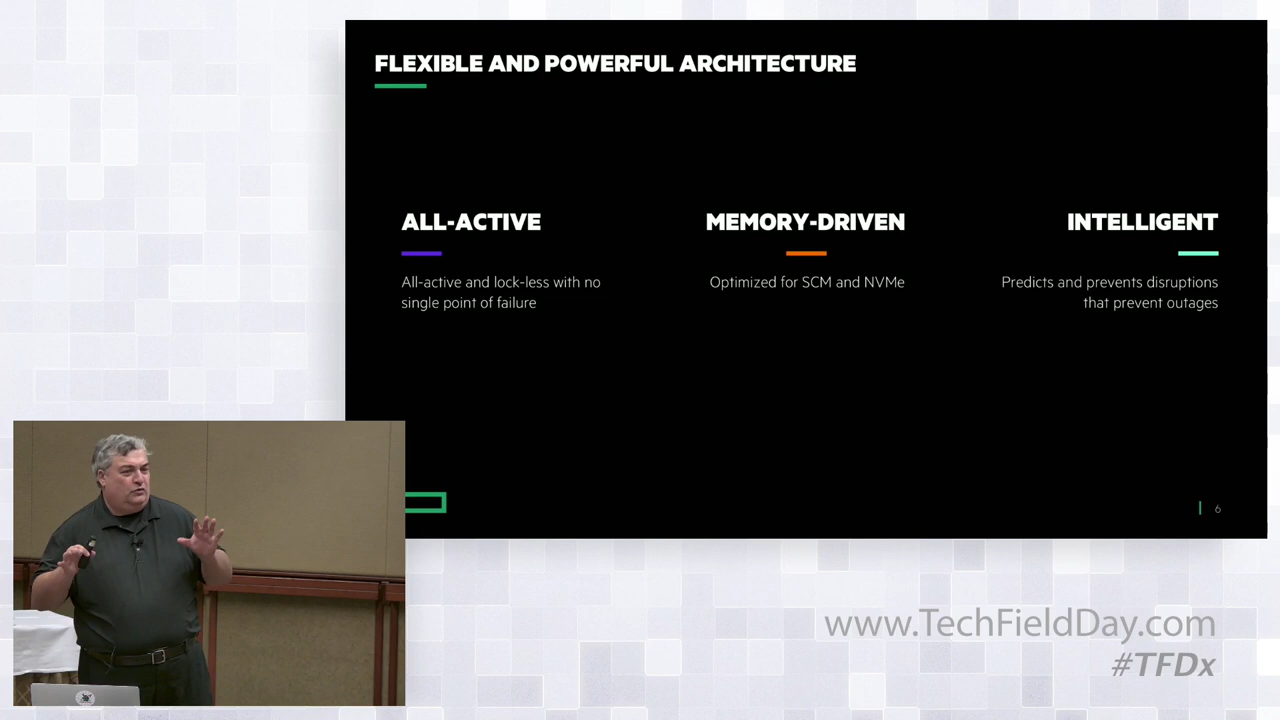 FLEXIBLE AND POWERFUL ARCHITECTURE
ALL-ACTIVE
All-active and lock-less with no
single point of failure
MEMORY-DRIVEN
Optimized for SCM and NVMe
INTELLIGENT
Predicts and prevents disruptions
that prevent outages
6
www.TechFieldDay.com
#TFDx